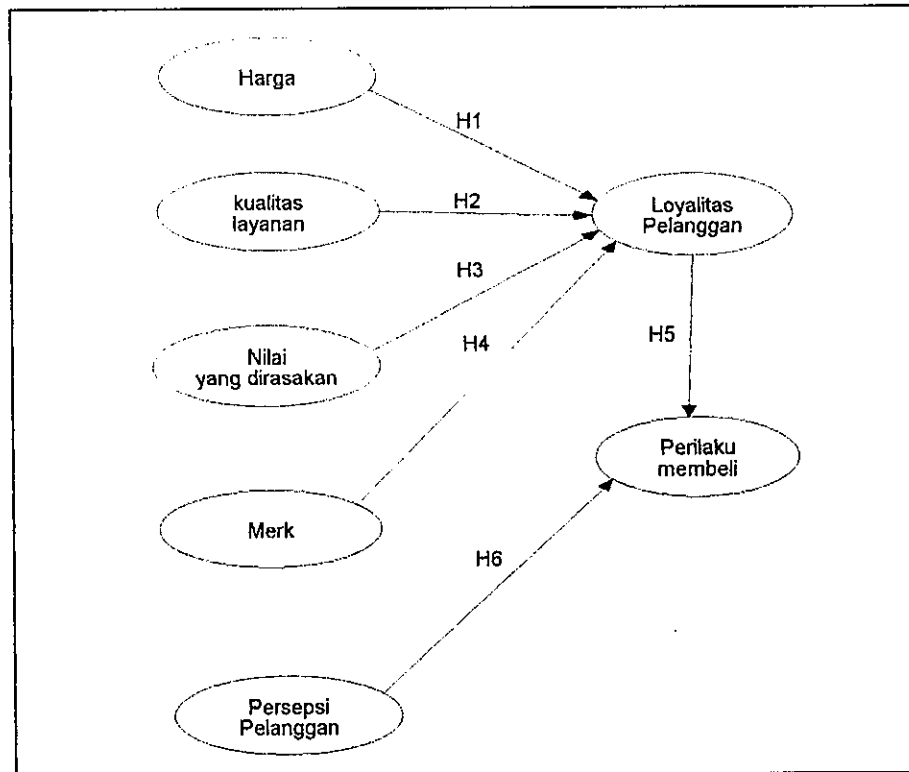 Harga
H1
kualitas
layanan
H2
Loyalitas
Pelanggan
H3
Nilai
yang dirasakan
H4
H5
Perilaku
membeli
Merk
H6
Persepsi
Pelanggan